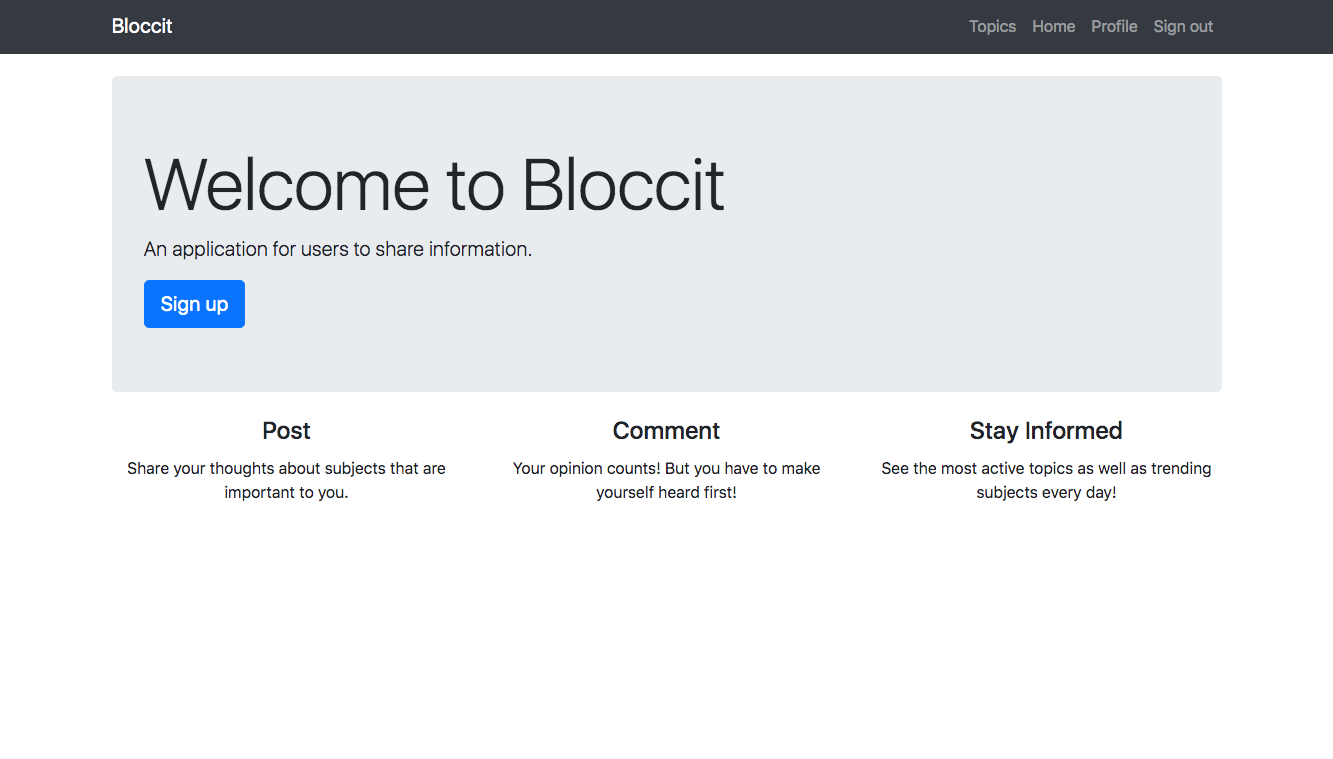 Bloccit
Topics Home Profile Sign out
Welcome to Bloccit
An application for users to share information.
Sign up
Post
Share your thoughts about subjects that are
important to you.
Comment
Your opinion counts! But you have to make
yourself heard first!
Stay Informed
See the most active topics as well as trending
subjects every day!